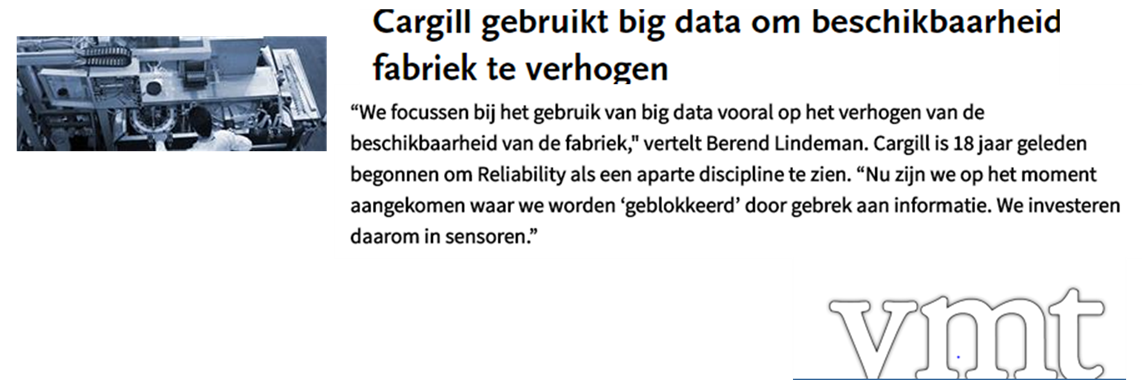 Cargill gebruikt big data om beschikbaarheid
fabriek te verhogen
“We focussen bij het gebruik van big data vooral op het verhogen van de
beschikbaarheid van de fabriek," vertelt Berend Lindeman. Cargill is 18 jaar geleden
begonnen om Reliability als een aparte discipline te zien. “Nu zijn we op het moment
aangekomen waar we worden ‘geblokkeerd’ door gebrek aan informatie. We investeren
daarom in sensoren.”
vmt